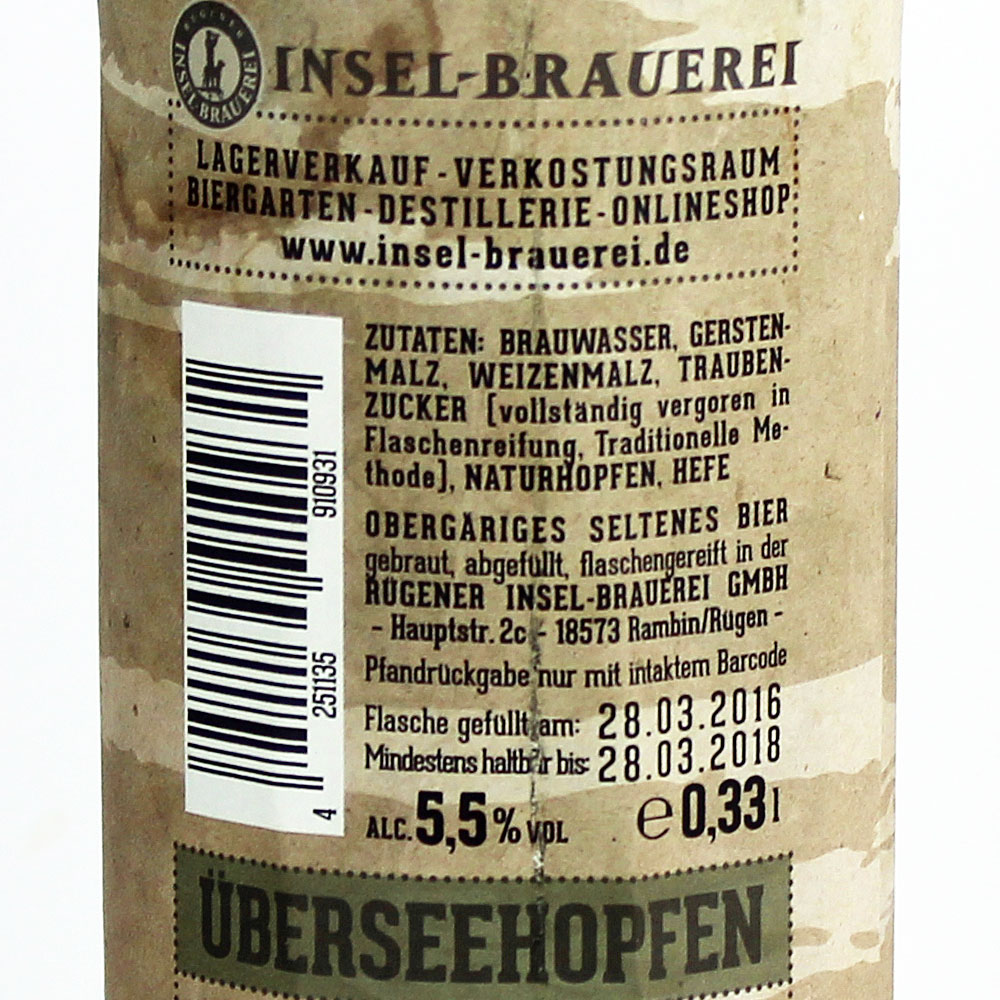 RÜGENER
INSEL-BRAUEREI
INSEL-BRAUEREI
LAGERVERKAUF-VERKOSTUNGSRAUM
BIERGARTEN-DESTILLERIE-ONLINESHOP
www.insel-brauerei.de
ZUTATEN: BRAUWASSER, GERSTEN-
MALZ, WEIZENMALZ, TRAUBEN-
ZUCKER [vollständig vergoren in
Flaschenreifung, Traditionelle Me-
thode], NATURHOPFEN, HEFE
OBERGÄRIGES SELTENES BIER
gebraut, abgefüllt, flaschengereift in der
RÜGENER INSEL-BRAUEREI GMBH
- Hauptstr. 2c - 18573 Rambin/Rügen -
Pfandrückgabe nur mit intaktem Barcode
Flasche gefüllt am: 28.03.2016
Mindestens haltbar bis: 28.03.2018
ALC. 5,5% VOL ℮ 0,33 l
4 251135 910931
ÜBERSEEHOPFEN